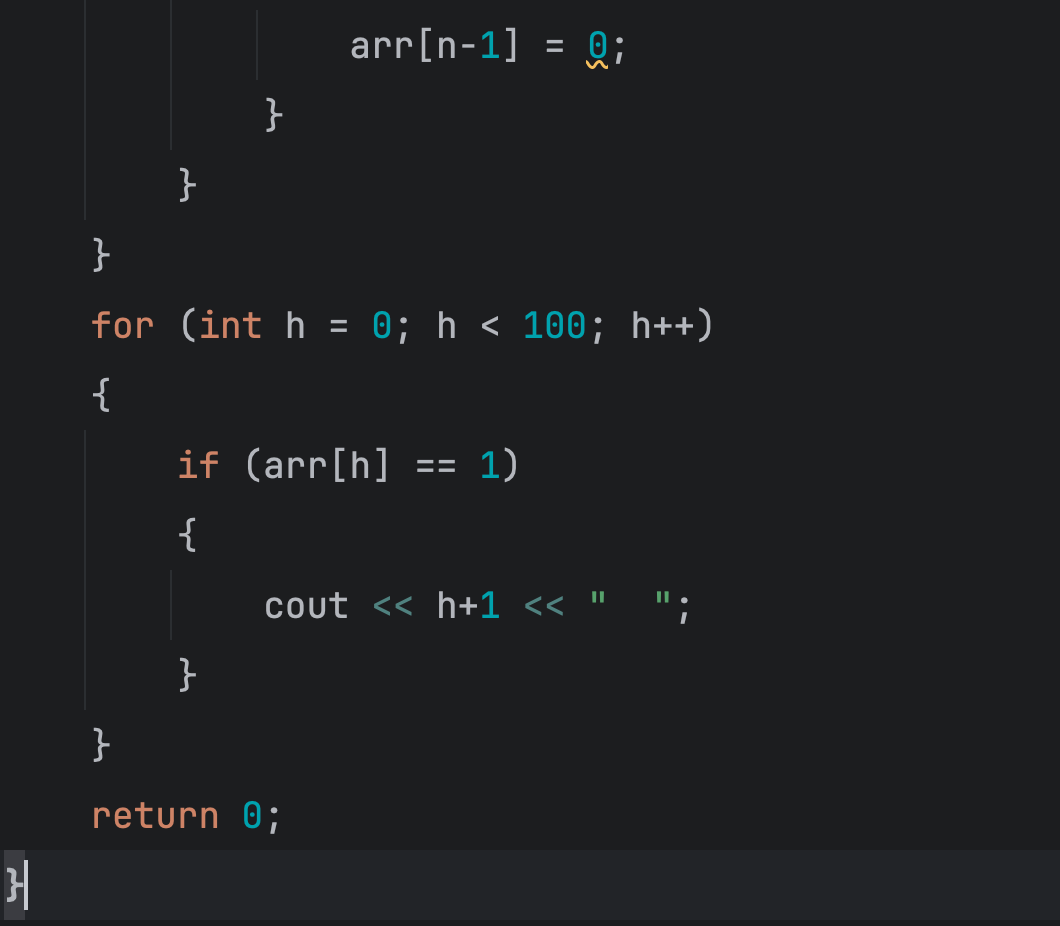 arr[n-1] = 0;
}
}
}
for (int h = 0; h < 100; h++)
{
if (arr[h] == 1)
{
cout << h+1 << "  ";
}
}
return 0;
}